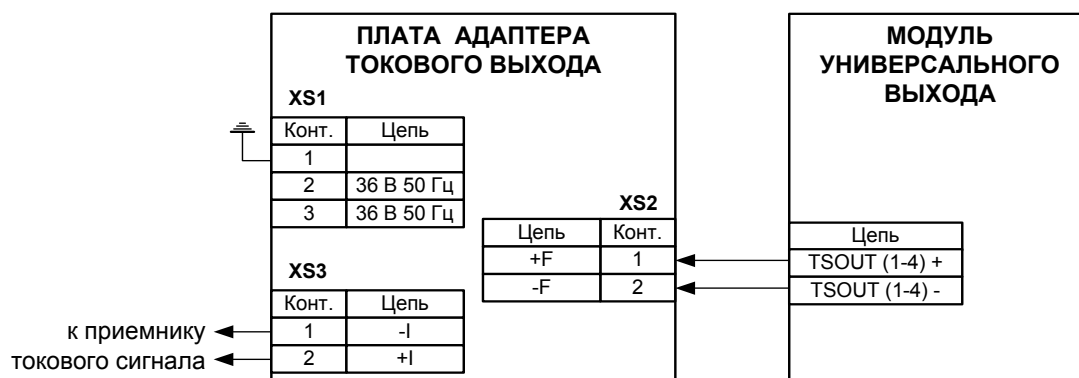 ПЛАТА АДАПТЕРА
ТОКОВОГО ВЫХОДА
XS1
Конт. Цепь
1
2 36 В 50 Гц
3 36 В 50 Гц
XS2
Цепь Конт.
+F 1
-F 2
XS3
Конт. Цепь
1 -I
2 +I
к приемнику
токового сигнала
МОДУЛЬ
УНИВЕРСАЛЬНОГО
ВЫХОДА
Цепь
TSOUT (1-4) +
TSOUT (1-4) -